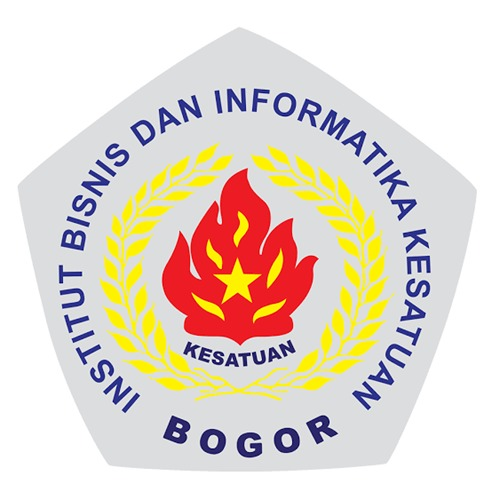 INSTITUT BISNIS DAN INFORMATIKA KESATUAN
KESATUAN
BOGOR